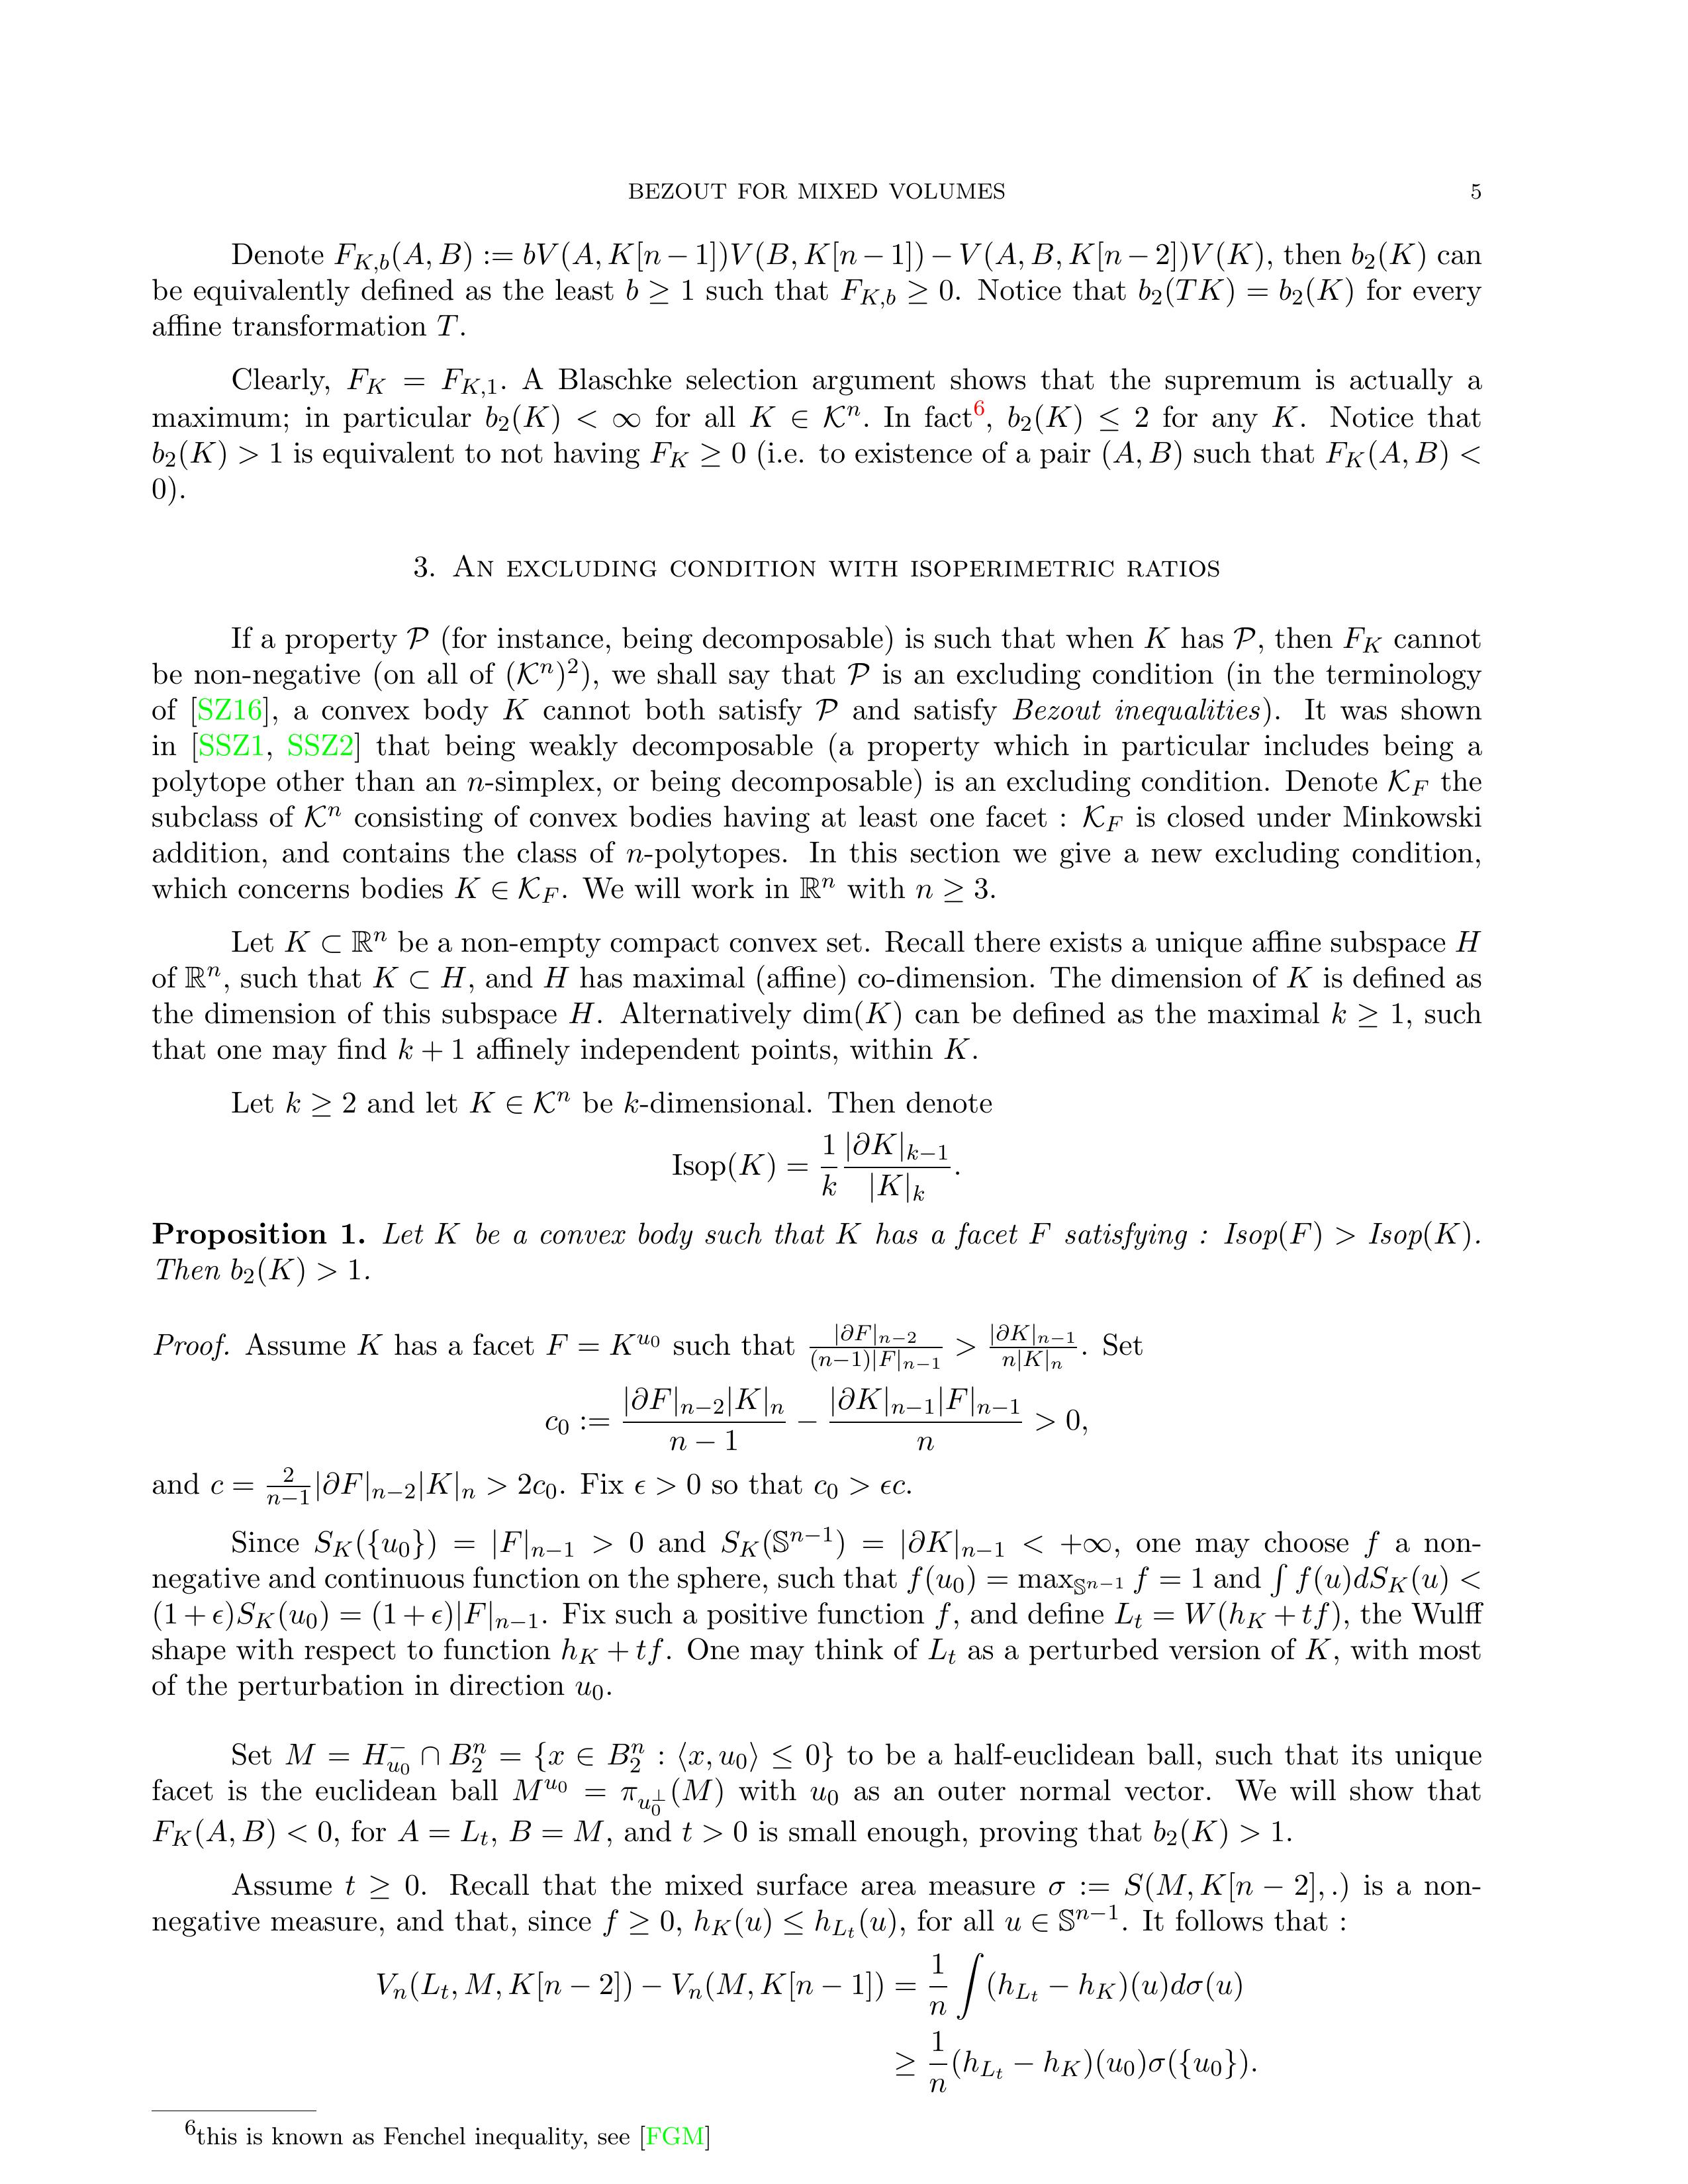 BEZOUT FOR MIXED VOLUMES 5
Denote $F_{K,b}(A, B) := bV(A, K[n-1])V(B, K[n-1]) - V(A, B, K[n-2])V(K)$, then $b_2(K)$ can
be equivalently defined as the least $b \geq 1$ such that $F_{K,b} \geq 0$. Notice that $b_2(TK) = b_2(K)$ for every
affine transformation $T$.
Clearly, $F_K = F_{K,1}$. A Blaschke selection argument shows that the supremum is actually a
maximum; in particular $b_2(K) < \infty$ for all $K \in \mathcal{K}^n$. In fact$^6$, $b_2(K) \leq 2$ for any $K$. Notice that
$b_2(K) > 1$ is equivalent to not having $F_K \geq 0$ (i.e. to existence of a pair $(A, B)$ such that $F_K(A, B) <$
$0$).
3. AN EXCLUDING CONDITION WITH ISOPERIMETRIC RATIOS
If a property $\mathcal{P}$ (for instance, being decomposable) is such that when $K$ has $\mathcal{P}$, then $F_K$ cannot
be non-negative (on all of $(\mathcal{K}^n)^2$), we shall say that $\mathcal{P}$ is an excluding condition (in the terminology
of [SZ16], a convex body $K$ cannot both satisfy $\mathcal{P}$ and satisfy Bezout inequalities). It was shown
in [SSZ1, SSZ2] that being weakly decomposable (a property which in particular includes being a
polytope other than an $n$-simplex, or being decomposable) is an excluding condition. Denote $\mathcal{K}_F$ the
subclass of $\mathcal{K}^n$ consisting of convex bodies having at least one facet : $\mathcal{K}_F$ is closed under Minkowski
addition, and contains the class of $n$-polytopes. In this section we give a new excluding condition,
which concerns bodies $K \in \mathcal{K}_F$. We will work in $\mathbb{R}^n$ with $n \geq 3$.
Let $K \subset \mathbb{R}^n$ be a non-empty compact convex set. Recall there exists a unique affine subspace $H$
of $\mathbb{R}^n$, such that $K \subset H$, and $H$ has maximal (affine) co-dimension. The dimension of $K$ is defined as
the dimension of this subspace $H$. Alternatively $\dim(K)$ can be defined as the maximal $k \geq 1$, such
that one may find $k + 1$ affinely independent points, within $K$.
Let $k \geq 2$ and let $K \in \mathcal{K}^n$ be $k$-dimensional. Then denote
$$\text{Isop}(K) = \frac{1}{k} \frac{|\partial K|_{k-1}}{|K|_k}.$$
Proposition 1. Let $K$ be a convex body such that $K$ has a facet $F$ satisfying : $Isop(F) > Isop(K)$.
Then $b_2(K) > 1$.
Proof. Assume $K$ has a facet $F = K^{u_0}$ such that $\frac{|\partial F|_{n-2}}{(n-1)|F|_{n-1}} > \frac{|\partial K|_{n-1}}{n|K|_n}$. Set
$$c_0 := \frac{|\partial F|_{n-2}|K|_n}{n-1} - \frac{|\partial K|_{n-1}|F|_{n-1}}{n} > 0,$$
and $c = \frac{2}{n-1}|\partial F|_{n-2}|K|_n > 2c_0$. Fix $\epsilon > 0$ so that $c_0 > \epsilon c$.
Since $S_K(\{u_0\}) = |F|_{n-1} > 0$ and $S_K(\mathbb{S}^{n-1}) = |\partial K|_{n-1} < +\infty$, one may choose $f$ a non-
negative and continuous function on the sphere, such that $f(u_0) = \max_{\mathbb{S}^{n-1}} f = 1$ and $\int f(u)dS_K(u) <$
$(1+\epsilon)S_K(u_0) = (1+\epsilon)|F|_{n-1}$. Fix such a positive function $f$, and define $L_t = W(h_K + tf)$, the Wulff
shape with respect to function $h_K + tf$. One may think of $L_t$ as a perturbed version of $K$, with most
of the perturbation in direction $u_0$.
Set $M = H_{u_0}^- \cap B_2^n = \{x \in B_2^n : \langle x, u_0 \rangle \leq 0\}$ to be a half-euclidean ball, such that its unique
facet is the euclidean ball $M^{u_0} = \pi_{u_0^\perp}(M)$ with $u_0$ as an outer normal vector. We will show that
$F_K(A, B) < 0$, for $A = L_t$, $B = M$, and $t > 0$ is small enough, proving that $b_2(K) > 1$.
Assume $t \geq 0$. Recall that the mixed surface area measure $\sigma := S(M, K[n-2], .)$ is a non-
negative measure, and that, since $f \geq 0$, $h_K(u) \leq h_{L_t}(u)$, for all $u \in \mathbb{S}^{n-1}$. It follows that :
$$V_n(L_t, M, K[n-2]) - V_n(M, K[n-1]) = \frac{1}{n} \int (h_{L_t} - h_K)(u)d\sigma(u)$$
$$\geq \frac{1}{n}(h_{L_t} - h_K)(u_0)\sigma(\{u_0\}).$$
$^6$this is known as Fenchel inequality, see [FGM]